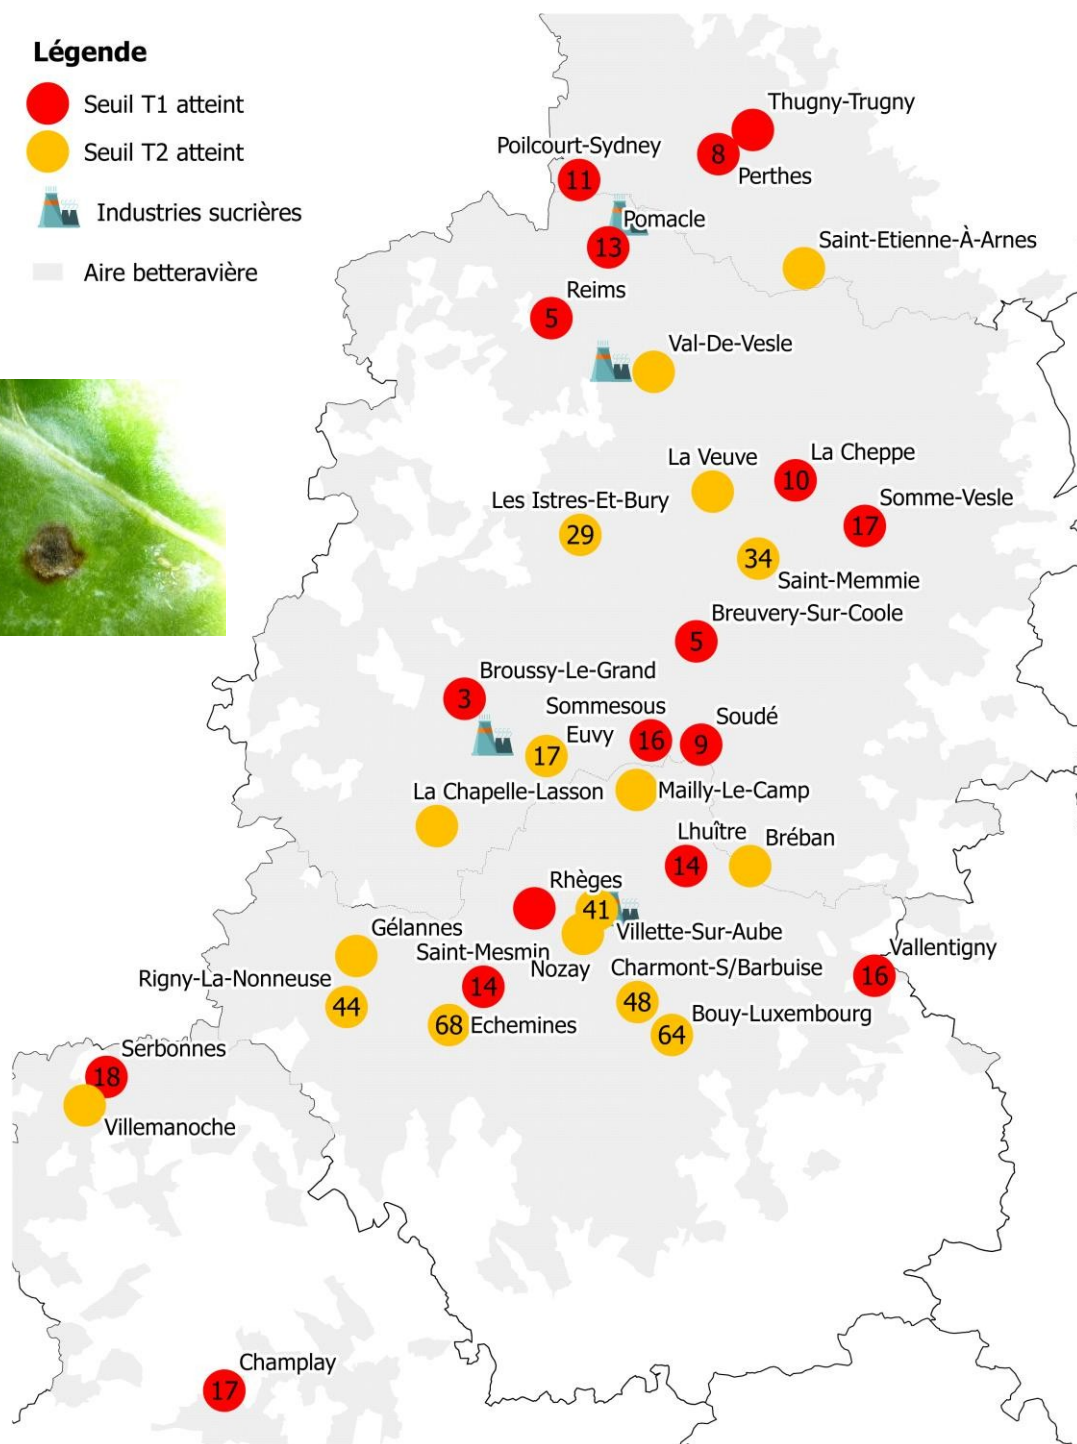 Légende
Seuil T1 atteint
Seuil T2 atteint
Industries sucrières
Aire betteravière
Thugny-Trugny
Poilcourt-Sydney
8
Perthes
11
Pomacle
13
Saint-Etienne-À-Arnes
Reims
5
Val-De-Vesle
La Veuve
La Cheppe
10
Les Istres-Et-Bury
Somme-Vesle
29
17
34
Saint-Memmie
Breuvery-Sur-Coole
5
Broussy-Le-Grand
3
Sommesous
Soudé
Euvy
16
9
17
La Chapelle-Lasson
Mailly-Le-Camp
Lhuître
Bréban
14
Rhèges
41
Gélannes
Villette-Sur-Aube
Saint-Mesmin
Nozay
Vallentigny
Rigny-La-Nonneuse
Charmont-S/Barbuise
16
14
44
48
Bouy-Luxembourg
68
Echemines
64
Serbonnes
18
Villemanoche
Champlay
17